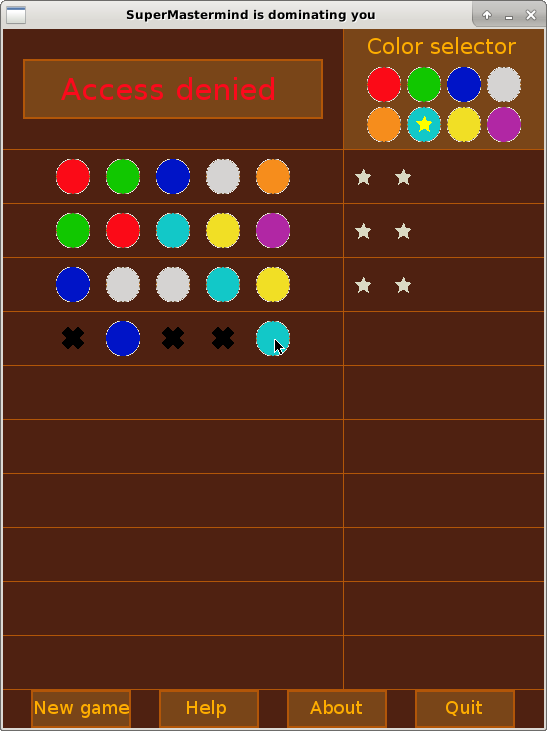 SuperMastermind is dominating you
Color selector
Access denied
New game
Help
About
Quit